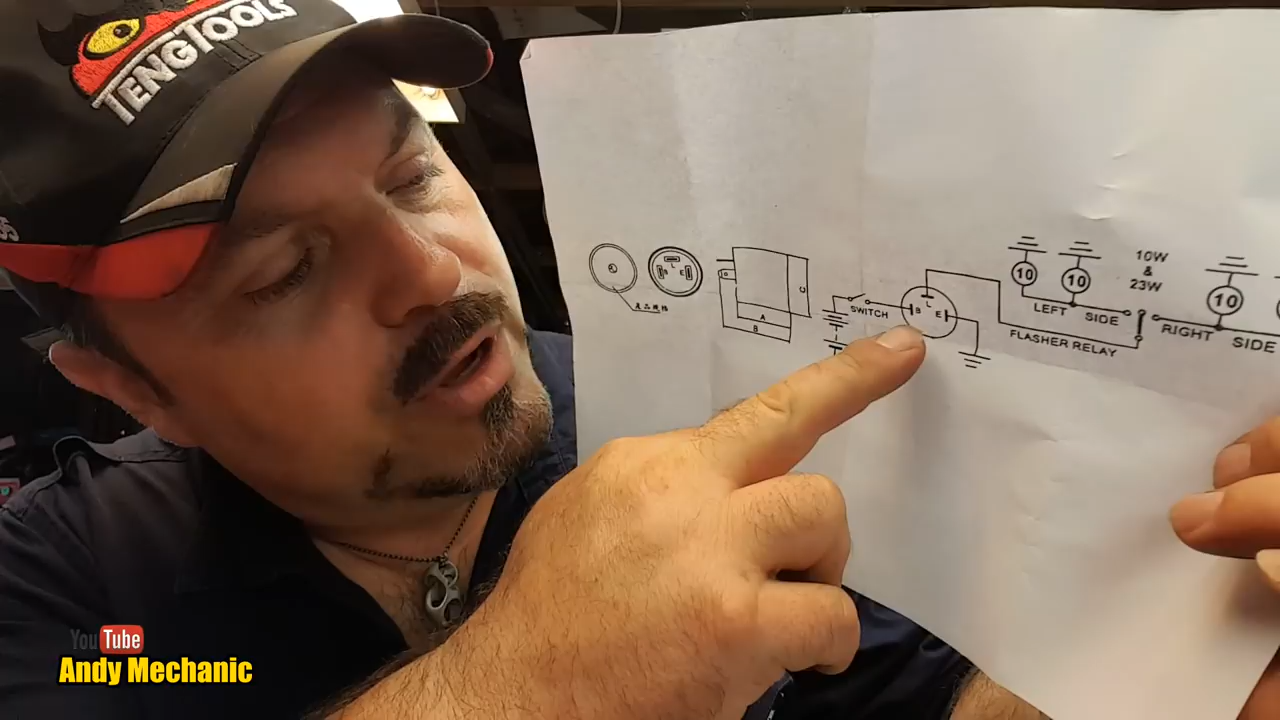 TENGTOOLS
L
B E
A
B
C
SWITCH
L
B E
10
10
LEFT SIDE
FLASHER RELAY
10W
&
23W
10
RIGHT SIDE
YouTube
Andy Mechanic